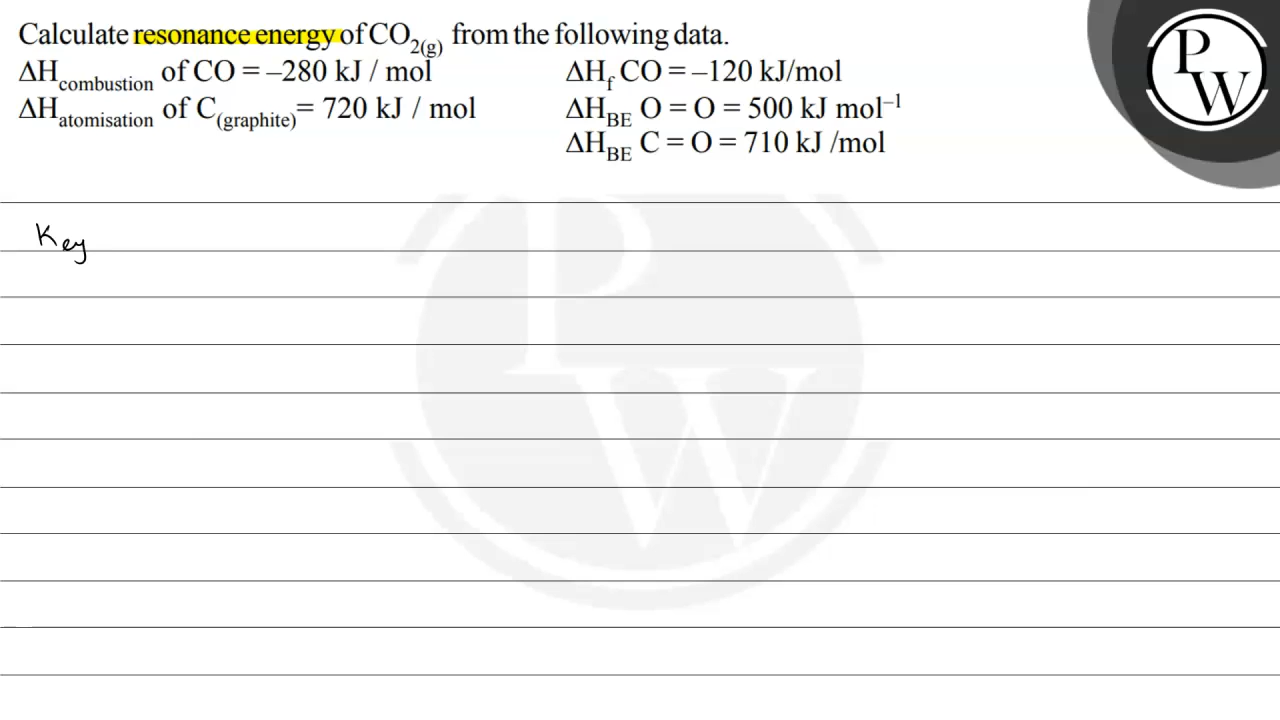 Calculate resonance energy of CO₂₍g₎ from the following data.
ΔHcombustion of CO = –280 kJ / mol ΔHf CO = –120 kJ/mol
ΔHatomisation of C(graphite) = 720 kJ / mol ΔHBE O = O = 500 kJ mol⁻¹
ΔHBE C = O = 710 kJ /mol
Key
P
W
P
W